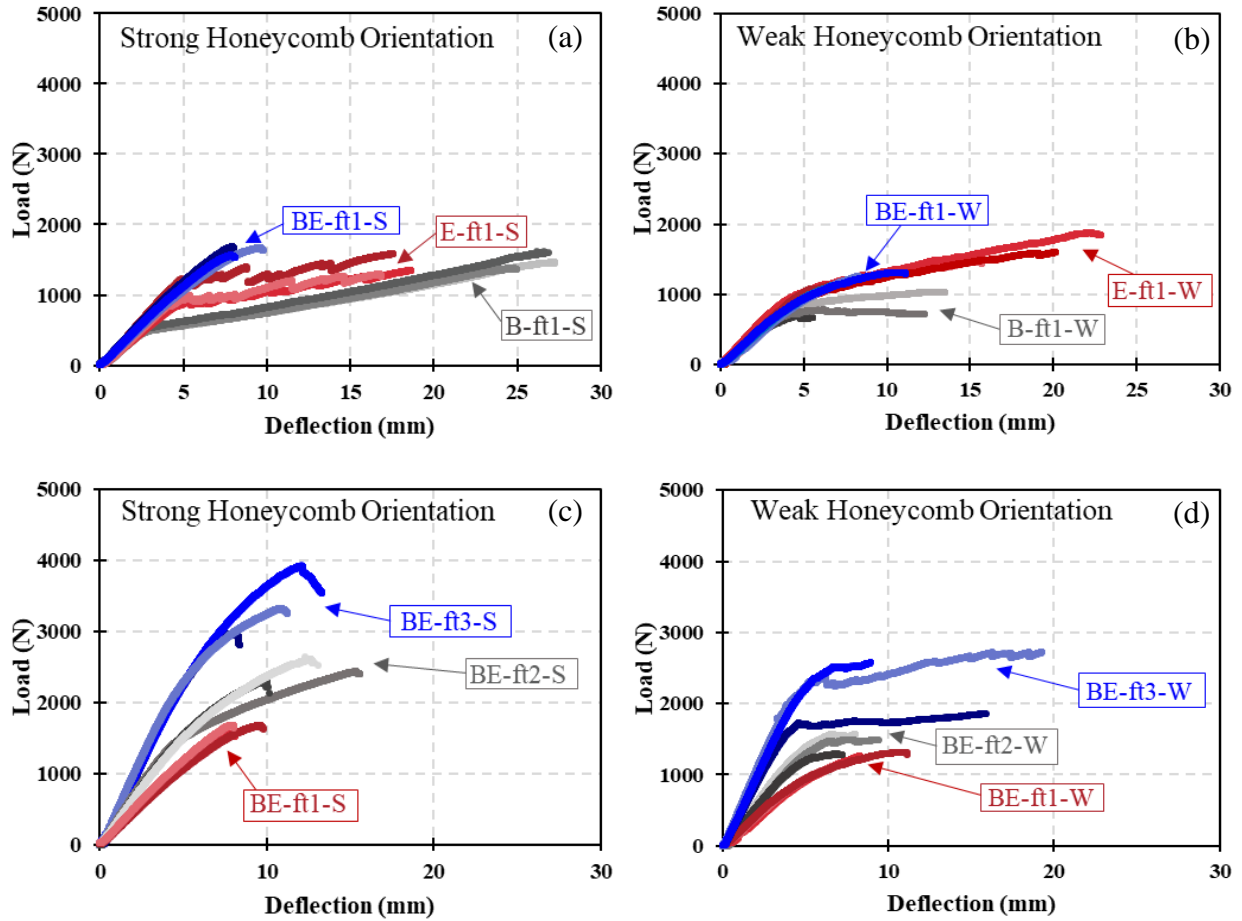 Strong Honeycomb Orientation (a)
5000
4000
3000
2000
1000
0
Load (N)
BE-ft1-S
E-ft1-S
B-ft1-S
0 5 10 15 20 25 30
Deflection (mm)
Weak Honeycomb Orientation (b)
5000
4000
3000
2000
1000
0
Load (N)
BE-ft1-W
E-ft1-W
B-ft1-W
0 5 10 15 20 25 30
Deflection (mm)
Strong Honeycomb Orientation (c)
5000
4000
3000
2000
1000
0
Load (N)
BE-ft3-S
BE-ft2-S
BE-ft1-S
0 10 20 30
Deflection (mm)
Weak Honeycomb Orientation (d)
5000
4000
3000
2000
1000
0
Load (N)
BE-ft3-W
BE-ft2-W
BE-ft1-W
0 10 20 30
Deflection (mm)